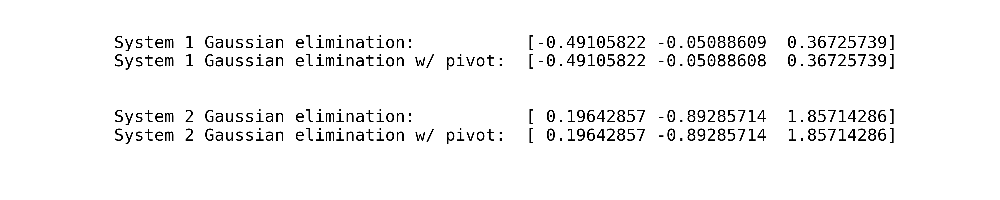 System 1 Gaussian elimination:           [-0.49105822 -0.05088609  0.36725739]
System 1 Gaussian elimination w/ pivot:  [-0.49105822 -0.05088608  0.36725739]
System 2 Gaussian elimination:           [ 0.19642857 -0.89285714  1.85714286]
System 2 Gaussian elimination w/ pivot:  [ 0.19642857 -0.89285714  1.85714286]